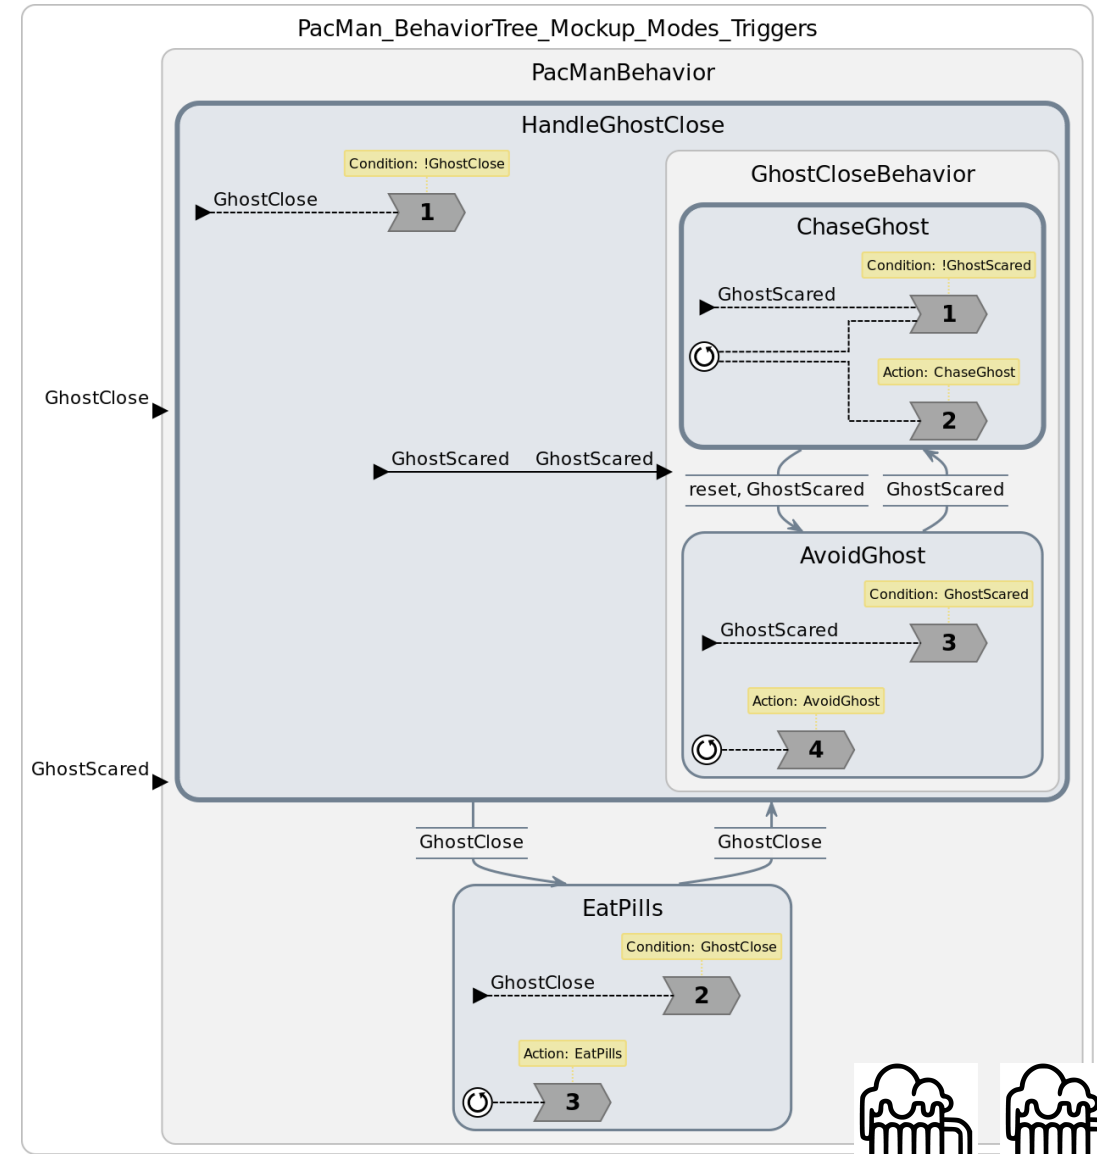 PacMan_BehaviorTree_Mockup_Modes_Triggers
PacManBehavior
HandleGhostClose
Condition: !GhostClose
GhostClose
1
GhostCloseBehavior
ChaseGhost
Condition: !GhostScared
GhostScared
1
Action: ChaseGhost
2
GhostClose
GhostScared GhostScared
reset, GhostScared GhostScared
AvoidGhost
Condition: GhostScared
GhostScared
3
Action: AvoidGhost
4
GhostScared
GhostClose GhostClose
EatPills
Condition: GhostClose
GhostClose
2
Action: EatPills
3